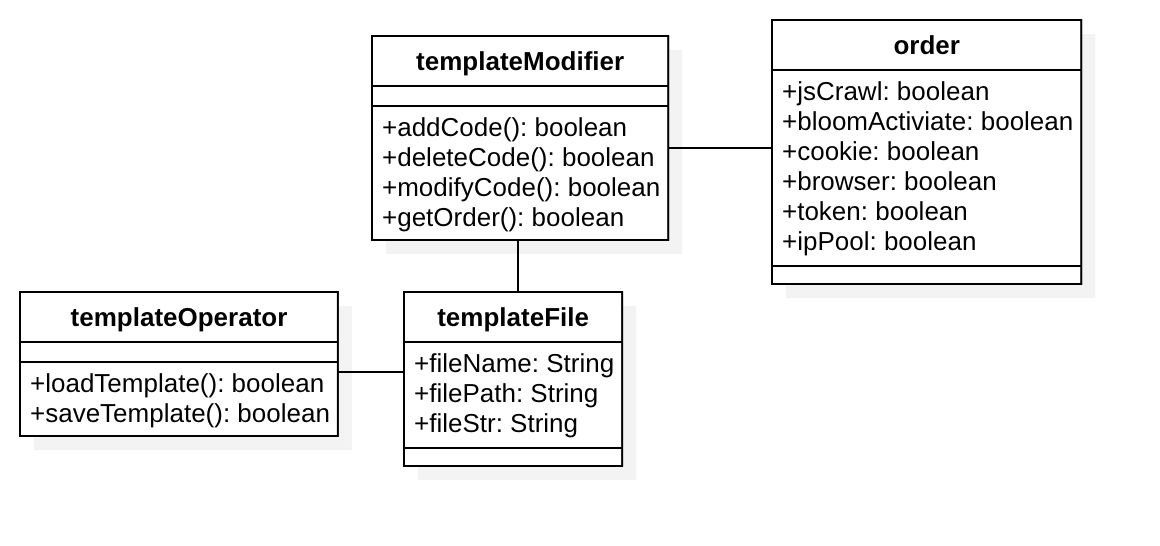 templateModifier
+addCode(): boolean
+deleteCode(): boolean
+modifyCode(): boolean
+getOrder(): boolean
order
+jsCrawl: boolean
+bloomActiviate: boolean
+cookie: boolean
+browser: boolean
+token: boolean
+ipPool: boolean
templateOperator
+loadTemplate(): boolean
+saveTemplate(): boolean
templateFile
+fileName: String
+filePath: String
+fileStr: String